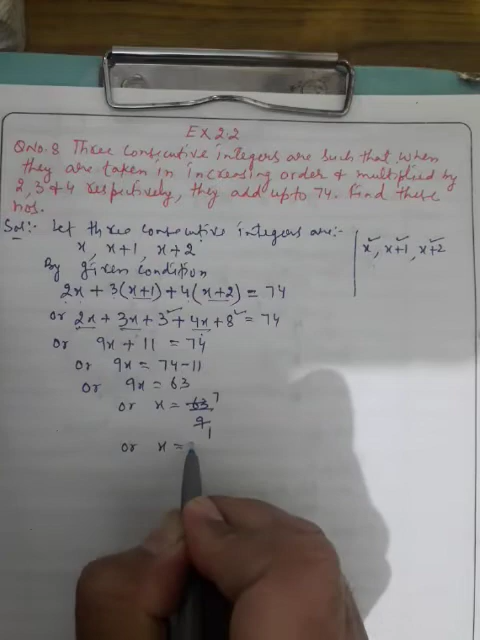 EX 2.2
QNo.8 Three Consecutive integers are such that when
they are taken in increasing order & multiplied by
2, 3 & 4 respectively, they add up to 74. Find these
nos.
Sol:- Let three consecutive integers are:-
x, x+1, x+2
x, x+1, x+2
By given condition
2x + 3(x+1) + 4(x+2) = 74
or 2x + 3x + 3 + 4x + 8 = 74
or 9x + 11 = 74
or 9x = 74-11
or 9x = 63
or x = 63/9 7 1
or x =